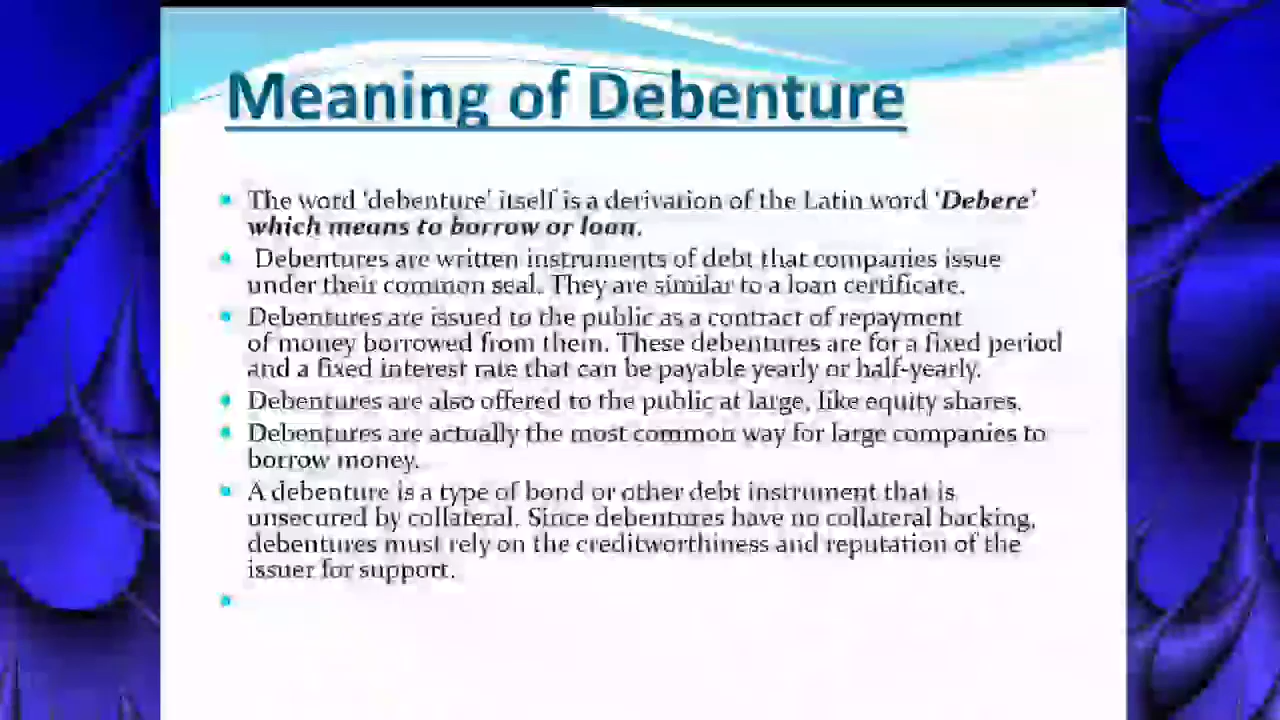 Meaning of Debenture
The word 'debenture' itself is a derivation of the Latin word 'Debere'
which means to borrow or loan.
Debentures are written instruments of debt that companies issue
under their common seal. They are similar to a loan certificate.
Debentures are issued to the public as a contract of repayment
of money borrowed from them. These debentures are for a fixed period
and a fixed interest rate that can be payable yearly or half-yearly.
Debentures are also offered to the public at large, like equity shares.
Debentures are actually the most common way for large companies to
borrow money.
A debenture is a type of bond or other debt instrument that is
unsecured by collateral. Since debentures have no collateral backing,
debentures must rely on the creditworthiness and reputation of the
issuer for support.